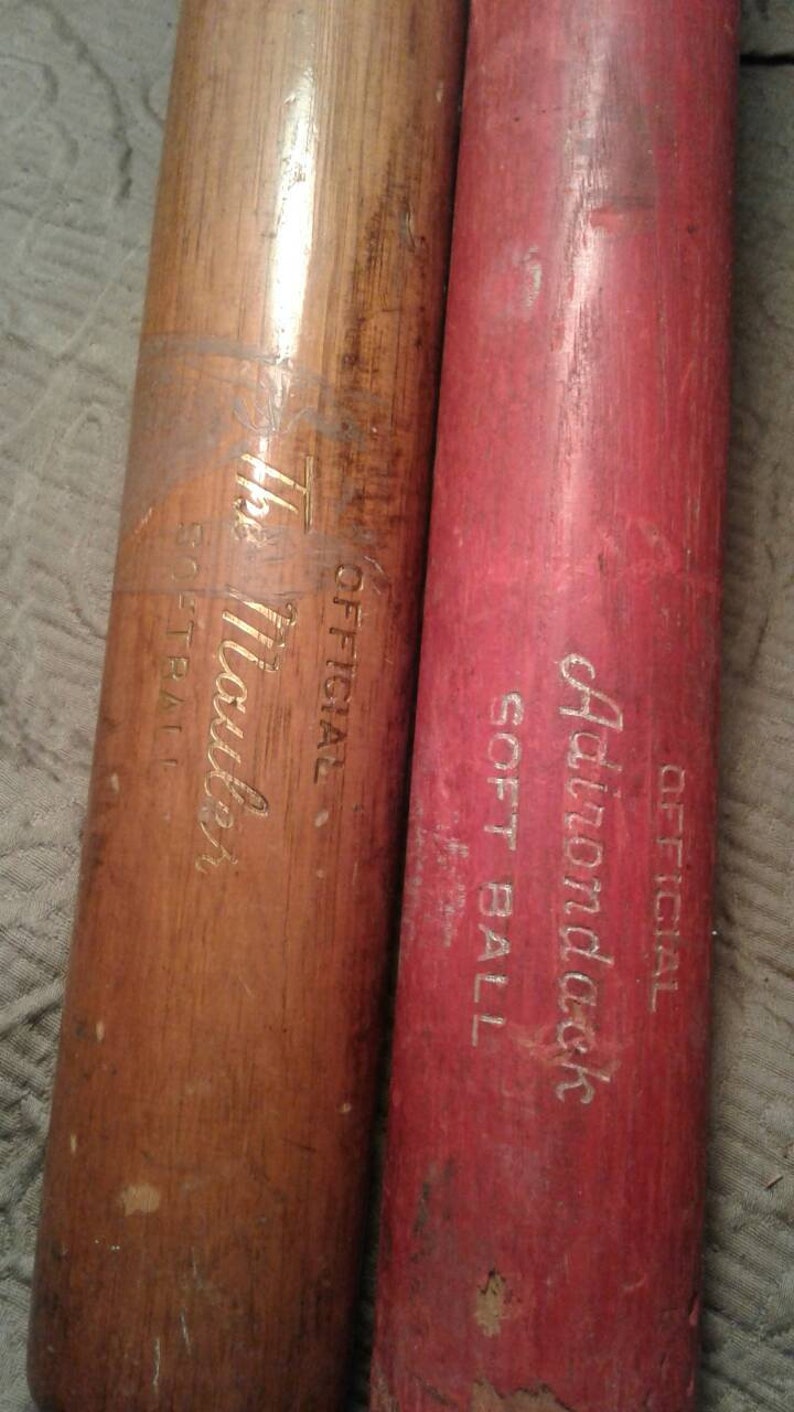 OFFICIAL
The Mauler
SOFTBALL
OFFICIAL
Adirondack
SOFT BALL